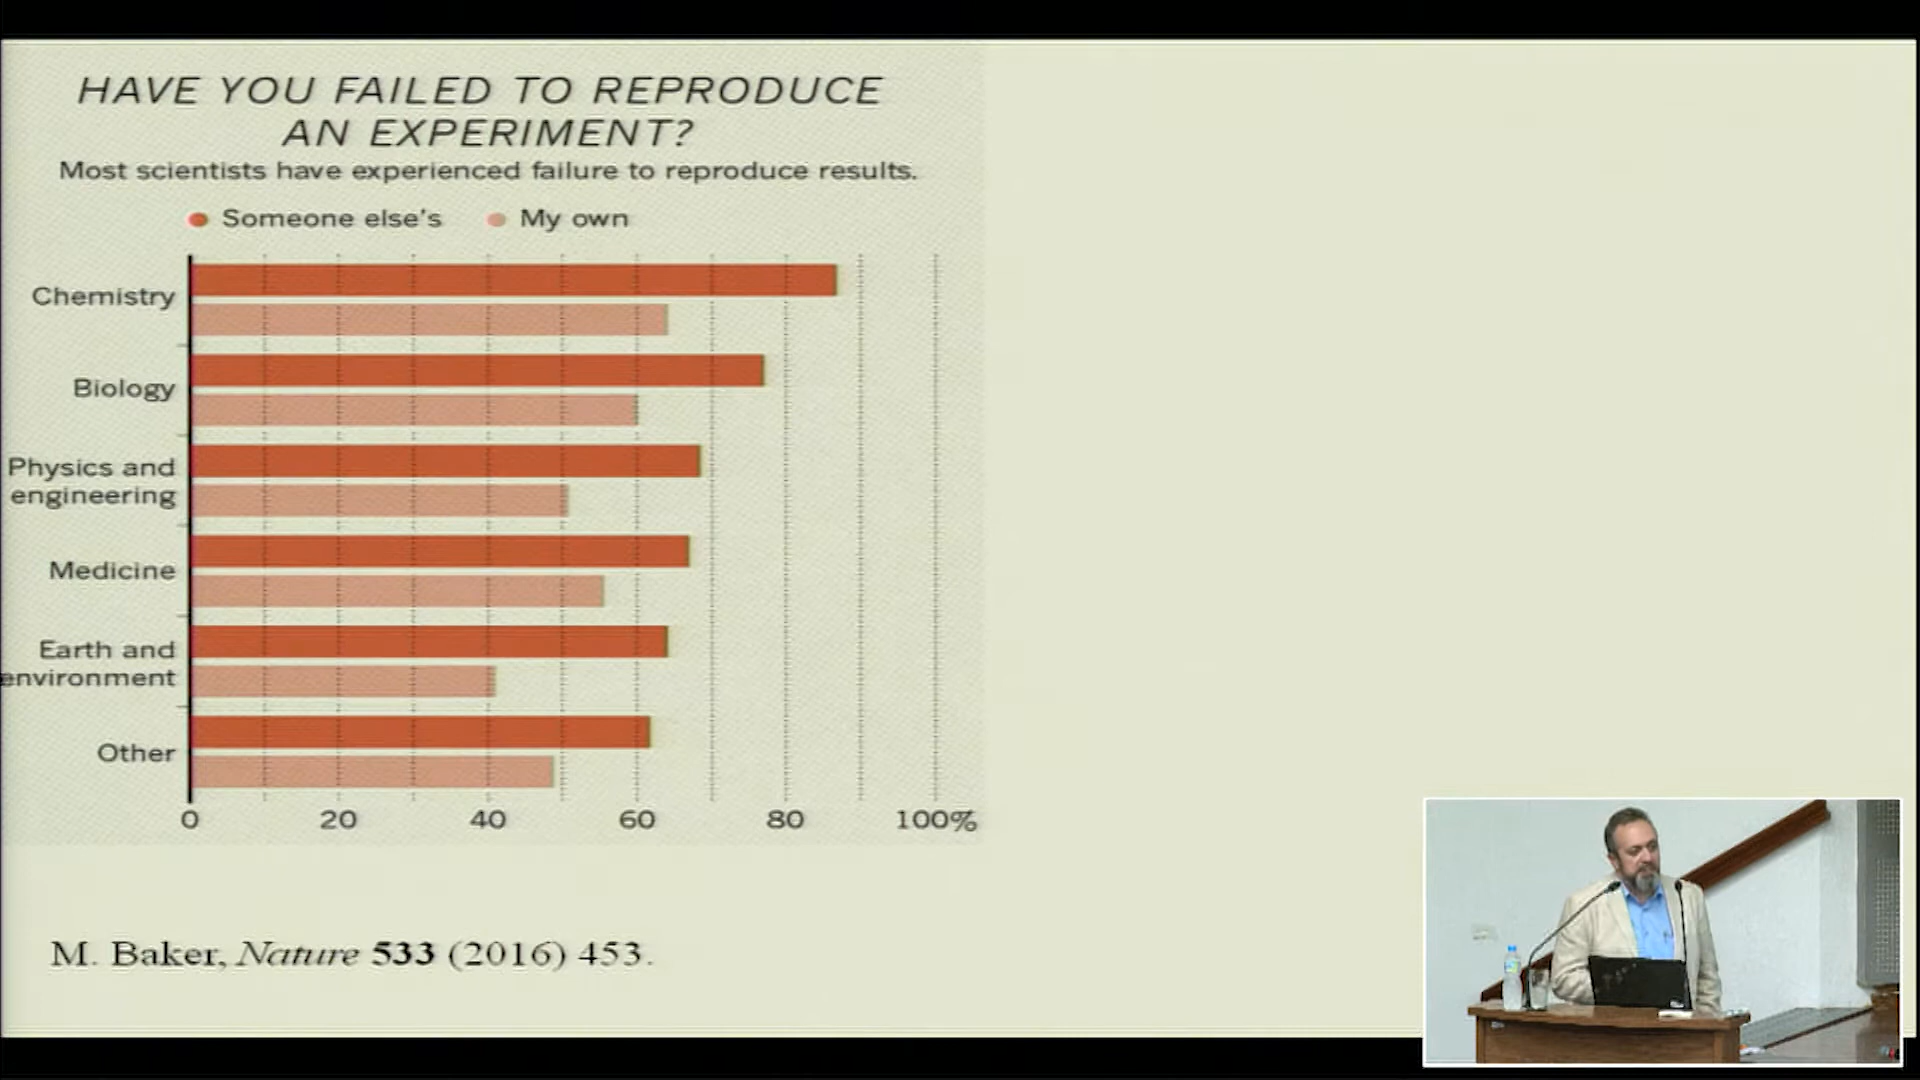 HAVE YOU FAILED TO REPRODUCE
AN EXPERIMENT?
Most scientists have experienced failure to reproduce results.
Someone else's My own
Chemistry
Biology
Physics and
engineering
Medicine
Earth and
environment
Other
0 20 40 60 80 100%
M. Baker, Nature 533 (2016) 453.